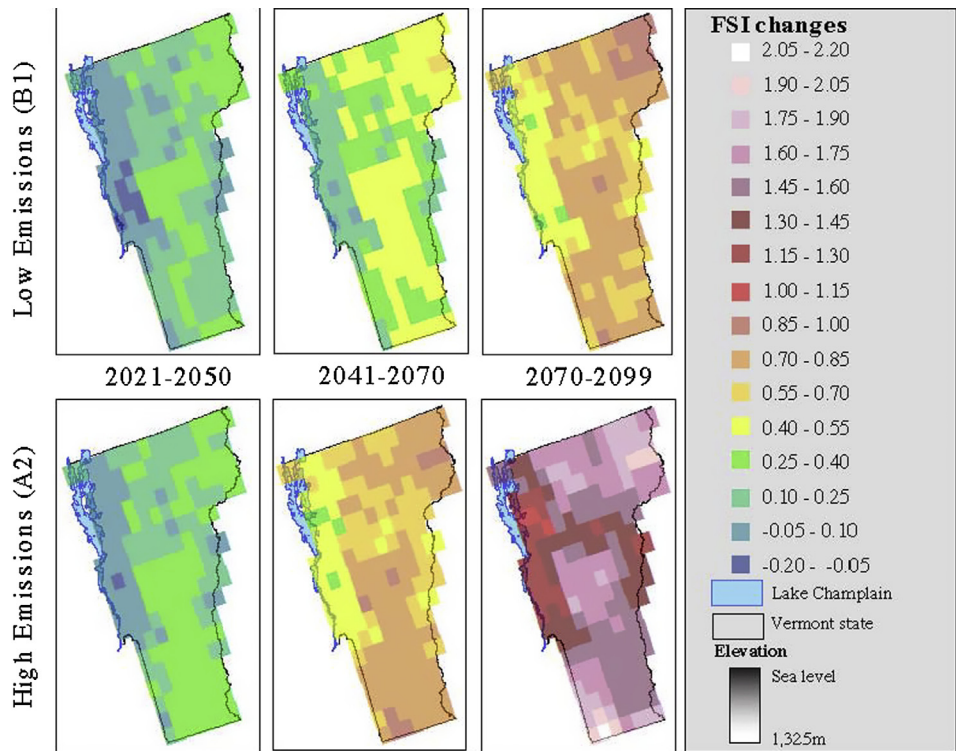 Low Emissions (B1)
2021-2050
2041-2070
2070-2099
High Emissions (A2)
FSI changes
2.05 - 2.20
1.90 - 2.05
1.75 - 1.90
1.60 - 1.75
1.45 - 1.60
1.30 - 1.45
1.15 - 1.30
1.00 - 1.15
0.85 - 1.00
0.70 - 0.85
0.55 - 0.70
0.40 - 0.55
0.25 - 0.40
0.10 - 0.25
-0.05 - 0.10
-0.20 - -0.05
Lake Champlain
Vermont state
Elevation
Sea level
1,325m